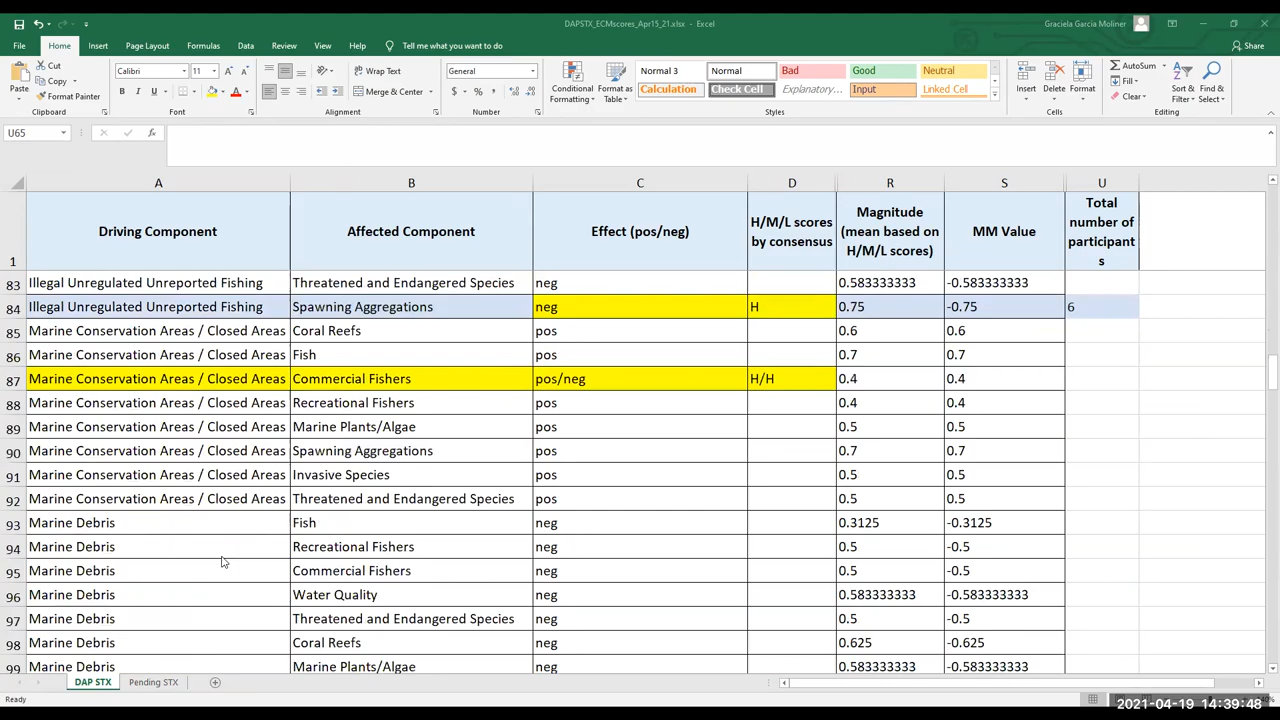 DAPSTX_ECMscores_Apr15_21.xlsx - Excel
Graciela Garcia Moliner
File Home Insert Page Layout Formulas Data Review View Help Tell me what you want to do Share
Paste
Cut
Copy
Format Painter
Clipboard
Calibri 11
B I U
Font
Wrap Text
Merge & Center
Alignment
General
$ % ,
Number
Conditional Formatting
Format as Table
Normal 3 Normal Bad Good Neutral
Calculation Check Cell Explanatory... Input Linked Cell
Styles
Insert Delete Format
Cells
AutoSum
Fill
Clear
Sort & Filter
Find & Select
Editing
U65
A B C D R S U
1 Driving Component Affected Component Effect (pos/neg) H/M/L scores by consensus Magnitude (mean based on H/M/L scores) MM Value Total number of participants
83 Illegal Unregulated Unreported Fishing Threatened and Endangered Species neg 0.583333333 -0.583333333
84 Illegal Unregulated Unreported Fishing Spawning Aggregations neg H 0.75 -0.75 6
85 Marine Conservation Areas / Closed Areas Coral Reefs pos 0.6 0.6
86 Marine Conservation Areas / Closed Areas Fish pos 0.7 0.7
87 Marine Conservation Areas / Closed Areas Commercial Fishers pos/neg H/H 0.4 0.4
88 Marine Conservation Areas / Closed Areas Recreational Fishers pos 0.4 0.4
89 Marine Conservation Areas / Closed Areas Marine Plants/Algae pos 0.5 0.5
90 Marine Conservation Areas / Closed Areas Spawning Aggregations pos 0.7 0.7
91 Marine Conservation Areas / Closed Areas Invasive Species pos 0.5 0.5
92 Marine Conservation Areas / Closed Areas Threatened and Endangered Species pos 0.5 0.5
93 Marine Debris Fish neg 0.3125 -0.3125
94 Marine Debris Recreational Fishers neg 0.5 -0.5
95 Marine Debris Commercial Fishers neg 0.5 -0.5
96 Marine Debris Water Quality neg 0.583333333 -0.583333333
97 Marine Debris Threatened and Endangered Species neg 0.5 -0.5
98 Marine Debris Coral Reefs neg 0.625 -0.625
99 Marine Debris Marine Plants/Algae neg 0.583333333 -0.583333333
DAP STX Pending STX
Ready
2021-04-19 14:39:48